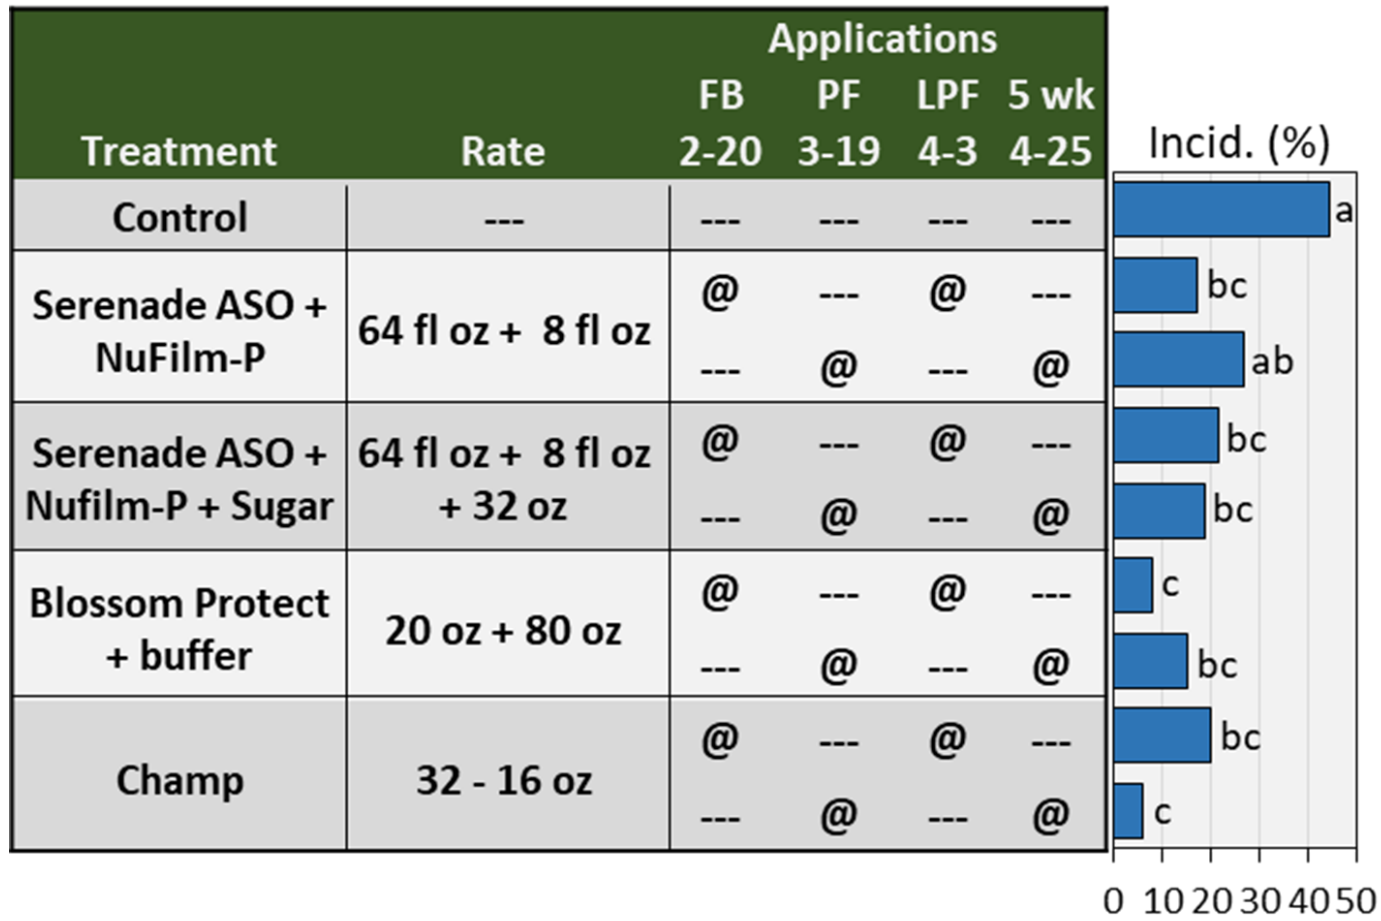 Applications
FB PF LPF 5 wk
Treatment Rate 2-20 3-19 4-3 4-25 Incid. (%)
Control --- --- --- --- --- a
Serenade ASO +
NuFilm-P
64 fl oz + 8 fl oz
@ --- @ --- bc
--- @ --- @ ab
Serenade ASO +
Nufilm-P + Sugar
64 fl oz + 8 fl oz
+ 32 oz
@ --- @ --- bc
--- @ --- @ bc
Blossom Protect
+ buffer
20 oz + 80 oz
@ --- @ --- c
--- @ --- @ bc
Champ
32 - 16 oz
@ --- @ --- bc
--- @ --- @ c
0 10 20 30 40 50